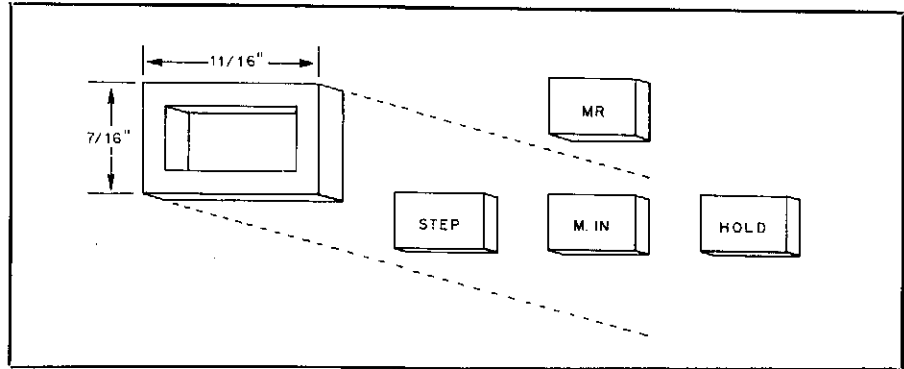 11/16"
7/16"
MR
STEP
M. IN
HOLD